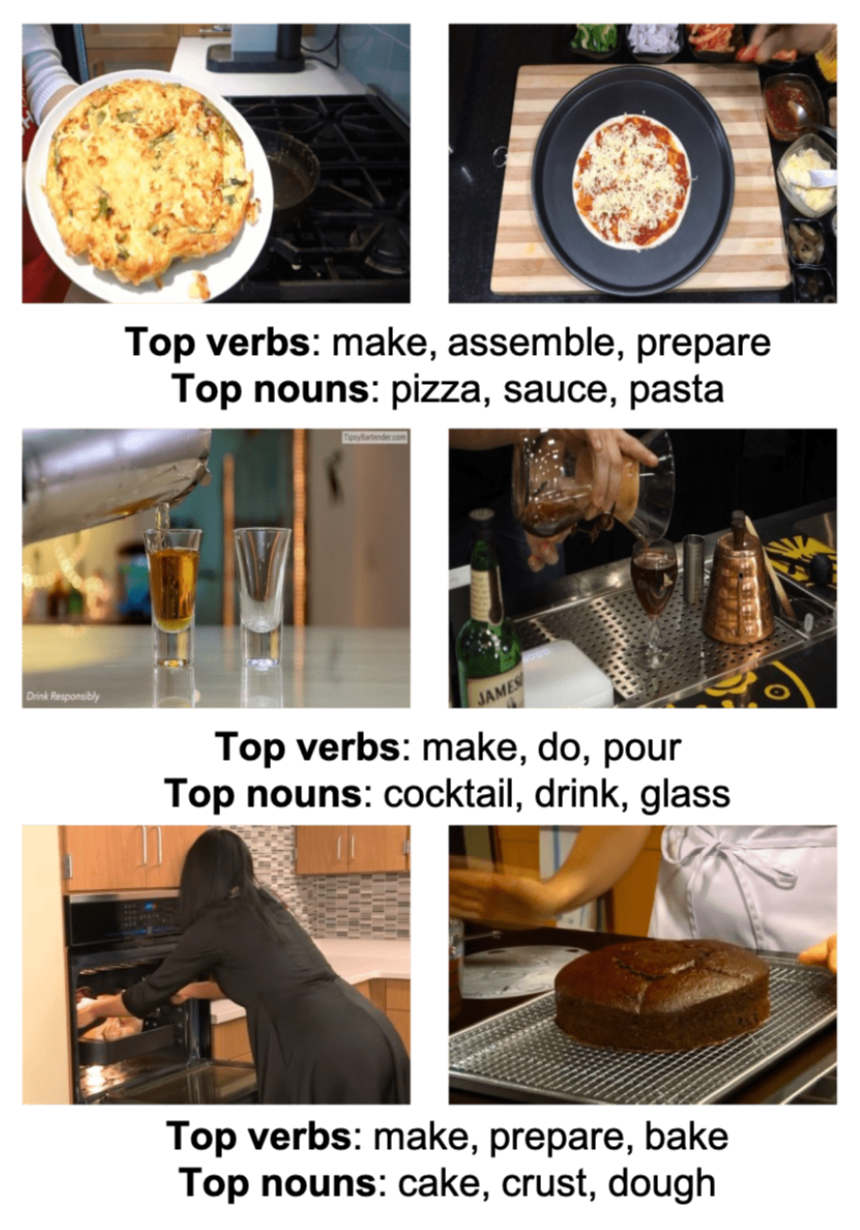 Top verbs: make, assemble, prepare
Top nouns: pizza, sauce, pasta
TipsyBartender.com
Drink Responsibly
JAMES
Top verbs: make, do, pour
Top nouns: cocktail, drink, glass
Top verbs: make, prepare, bake
Top nouns: cake, crust, dough